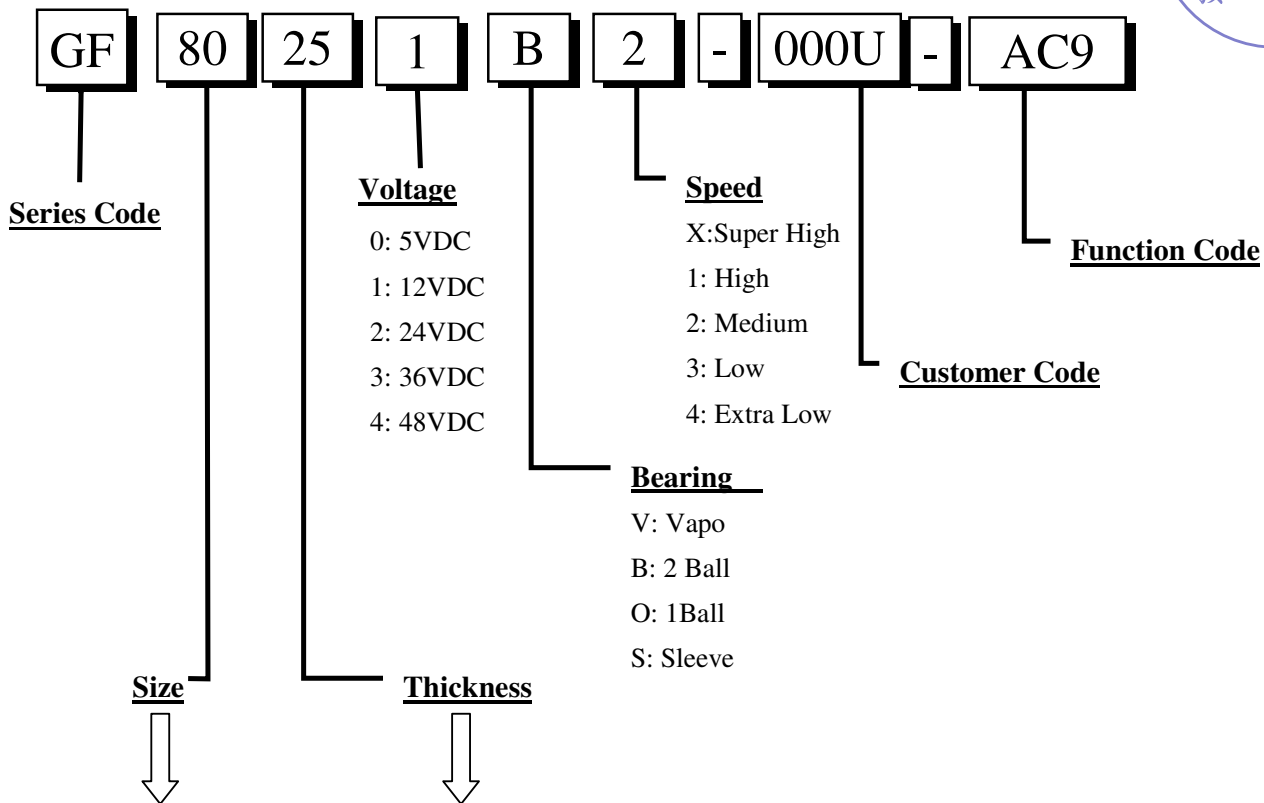 GF 80 25 1 B 2 - 000U - AC9
Series Code
Voltage
0: 5VDC
1: 12VDC
2: 24VDC
3: 36VDC
4: 48VDC
Speed
X:Super High
1: High
2: Medium
3: Low
4: Extra Low
Function Code
Customer Code
Bearing
V: Vapo
B: 2 Ball
O: 1Ball
S: Sleeve
Size
Thickness